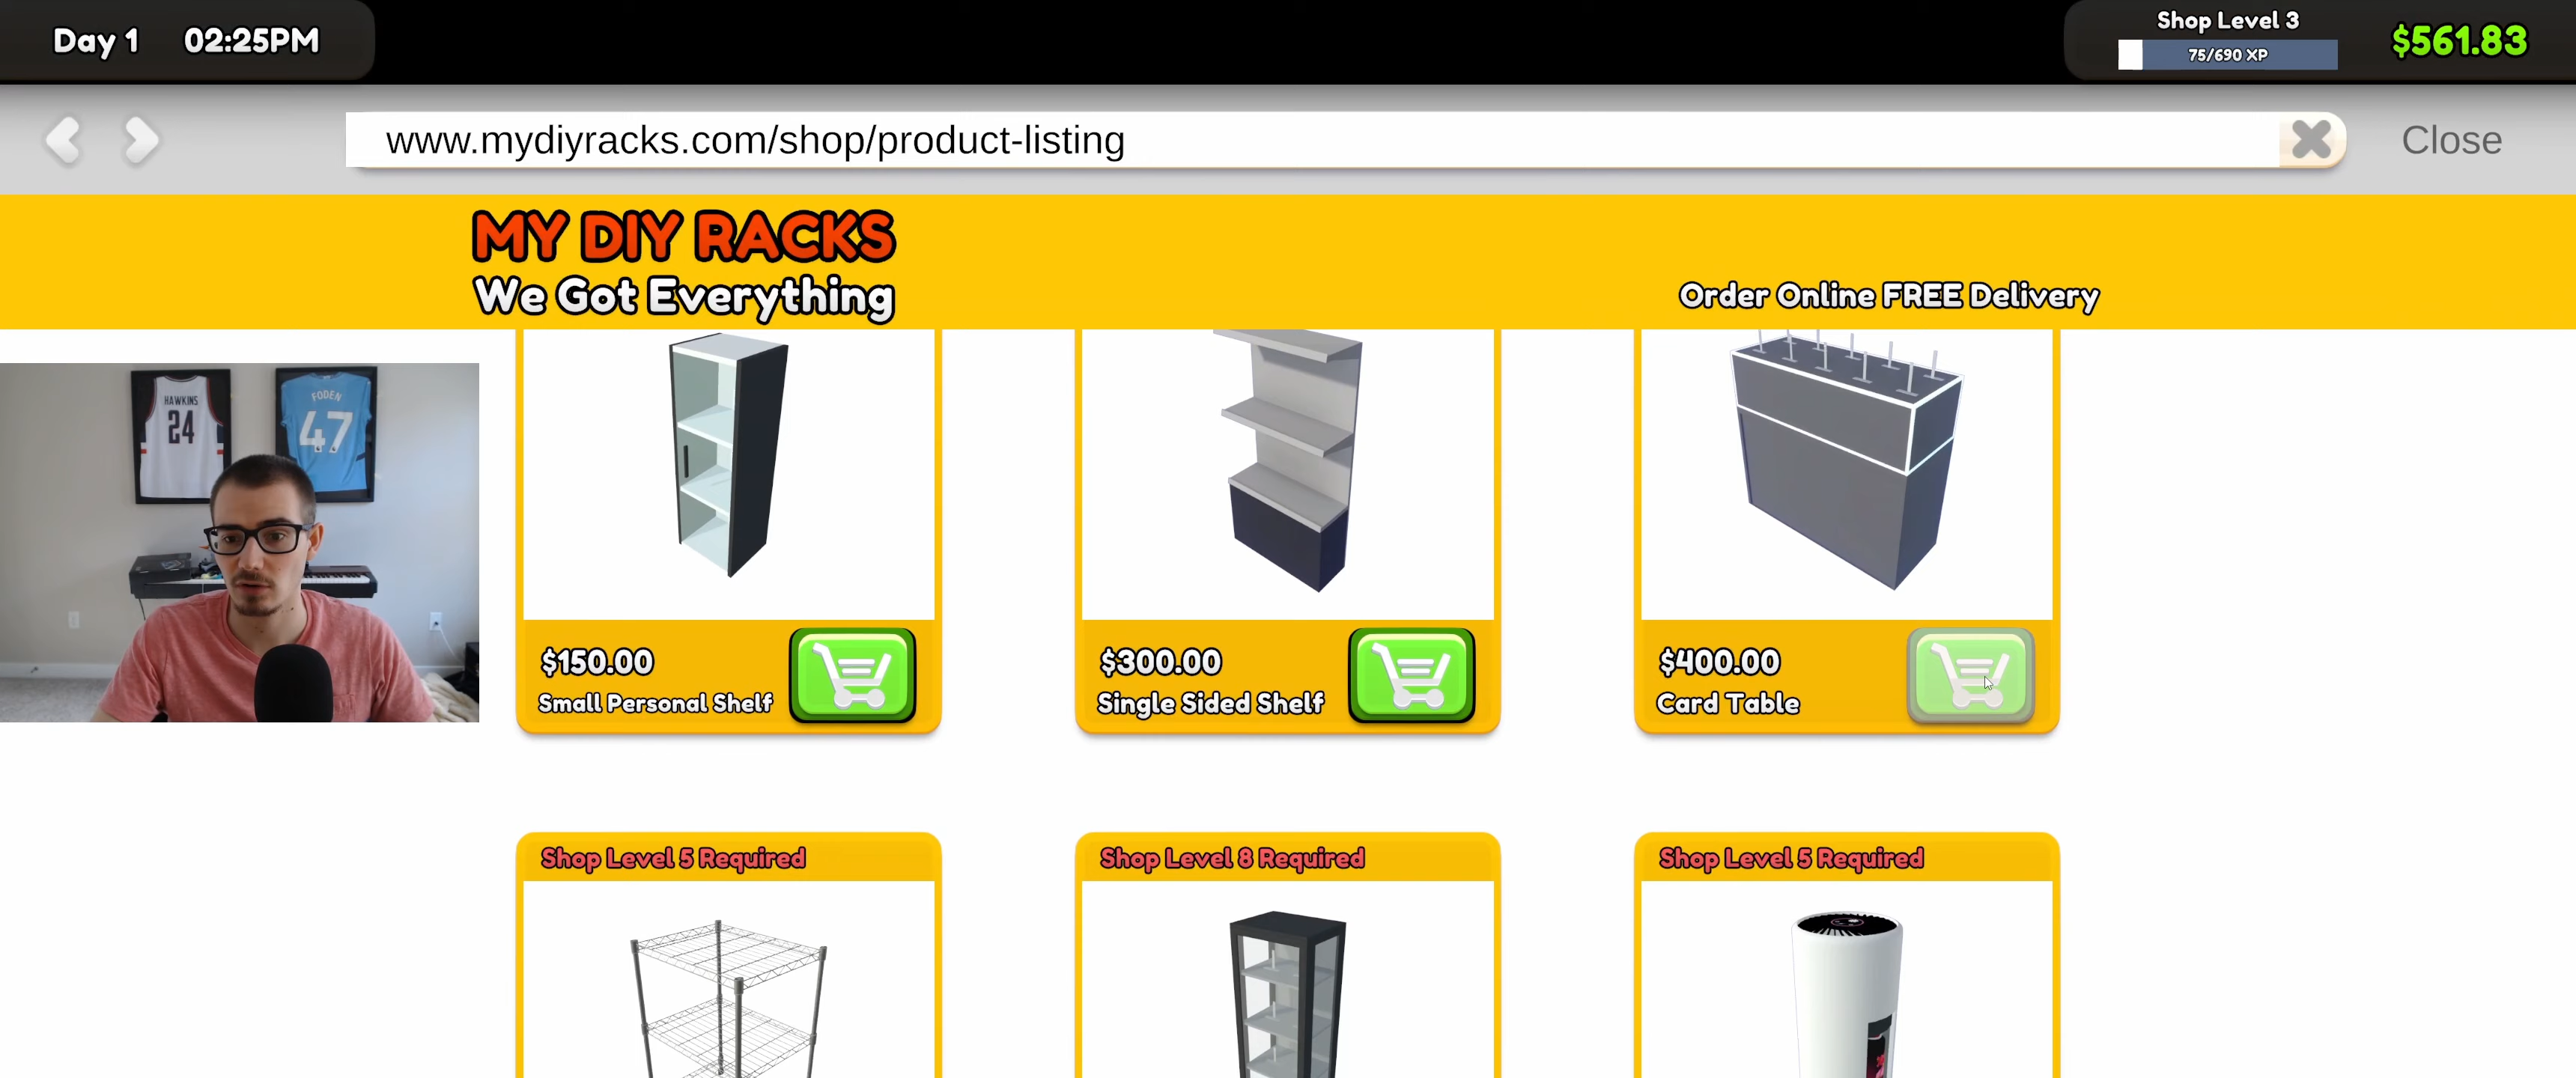 Day 1 02:25PM
Shop Level 3
75/690 XP
$561.83
www.mydiyracks.com/shop/product-listing
Close
MY DIY RACKS
We Got Everything
Order Online FREE Delivery
HAWKINS
24
FODEN
47
$150.00
Small Personal Shelf
$300.00
Single Sided Shelf
$400.00
Card Table
Shop Level 5 Required
Shop Level 8 Required
Shop Level 5 Required